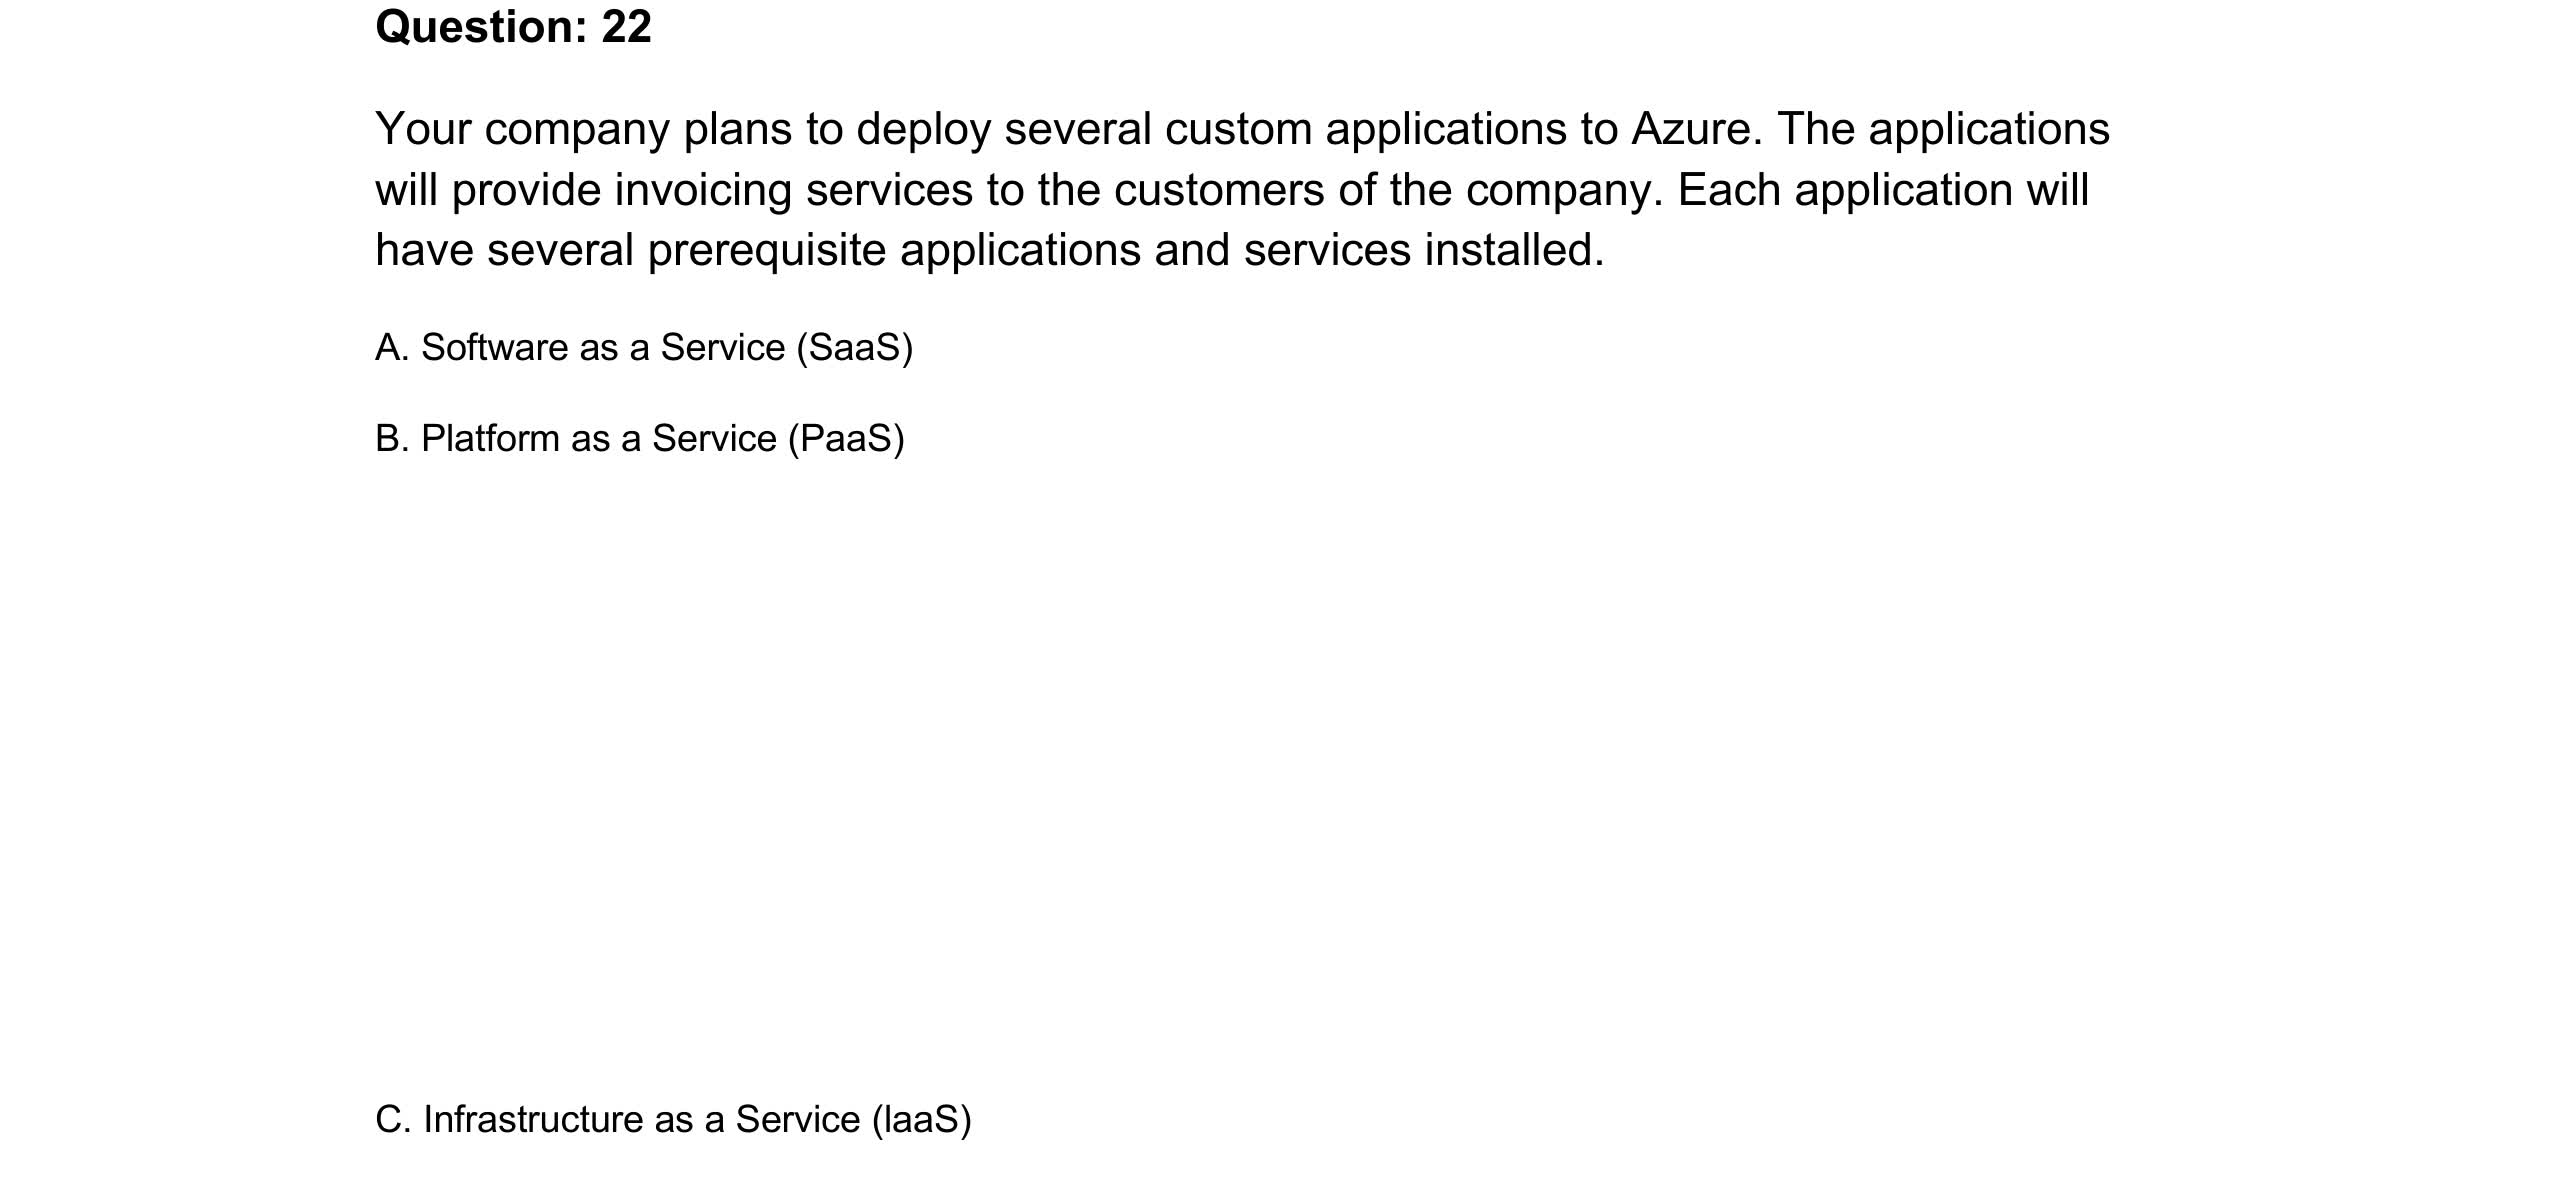 Question: 22
Your company plans to deploy several custom applications to Azure. The applications
will provide invoicing services to the customers of the company. Each application will
have several prerequisite applications and services installed.
A. Software as a Service (SaaS)
B. Platform as a Service (PaaS)
C. Infrastructure as a Service (laaS)